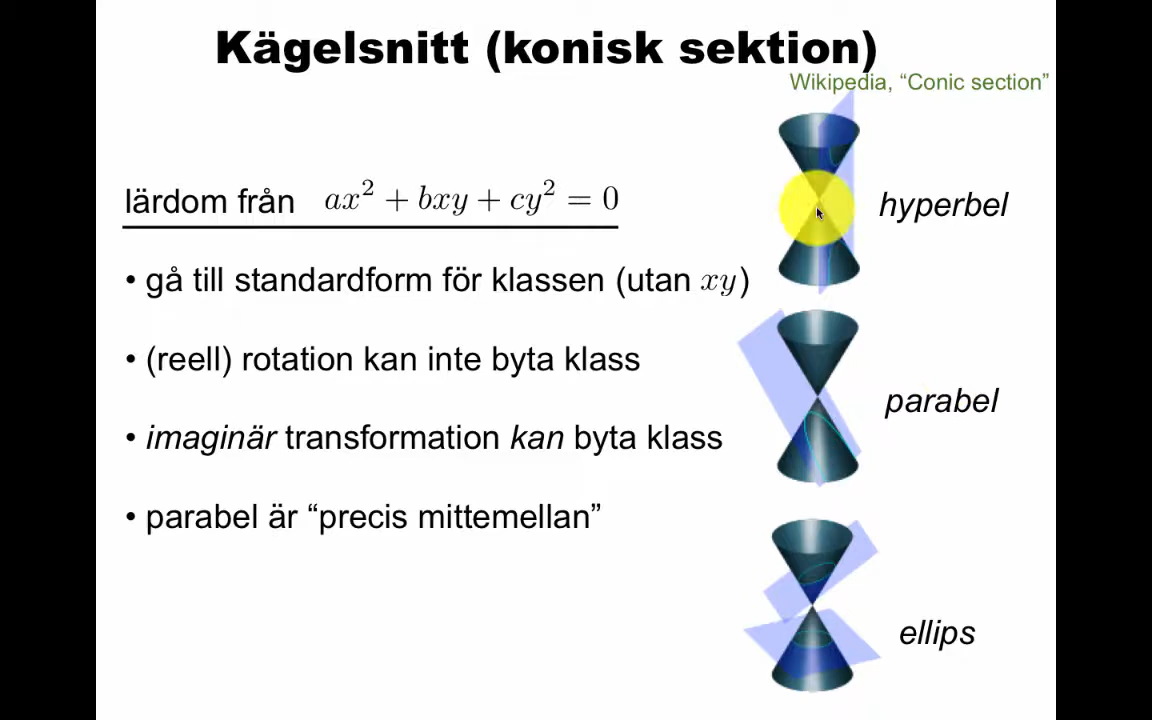 Kägelsnitt (konisk sektion)
Wikipedia, “Conic section”
lärdom från ax² + bxy + cy² = 0
hyperbel
• gå till standardform för klassen (utan xy)
• (reell) rotation kan inte byta klass
parabel
• imaginär transformation kan byta klass
• parabel är “precis mittemellan”
ellips